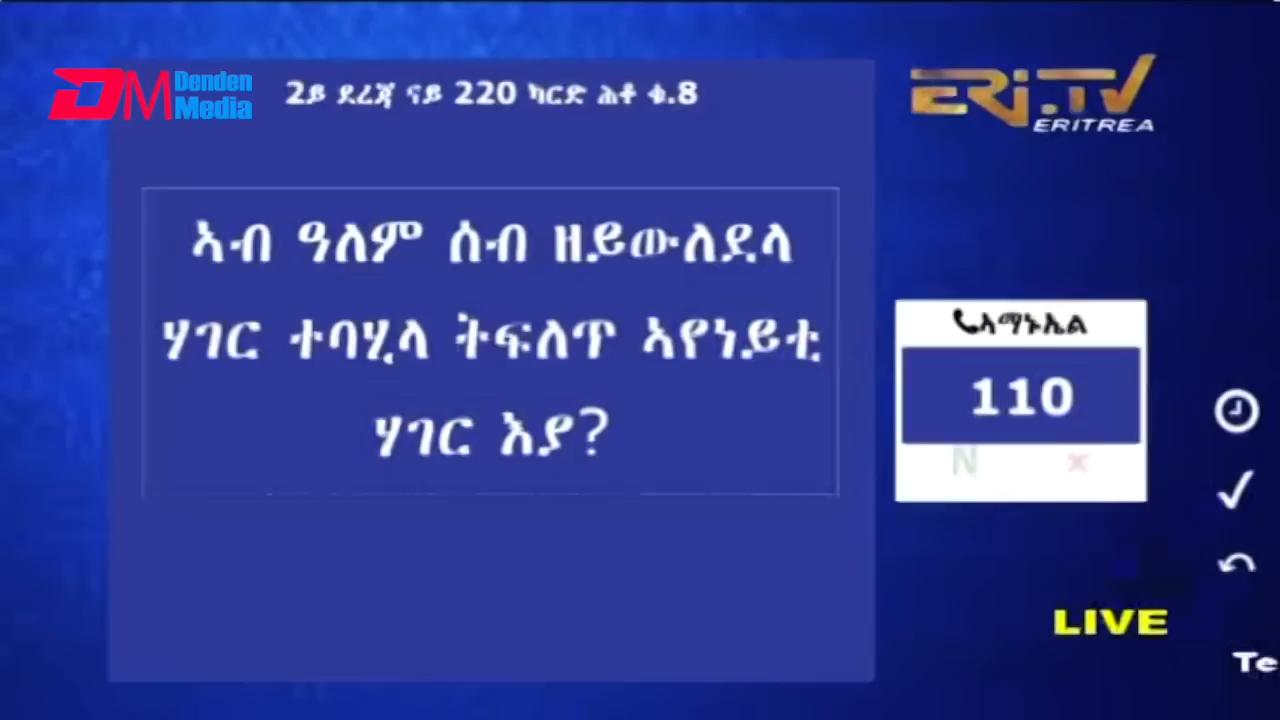 DM Denden Media
2ይ ደረጃ ናይ 220 ካርድ ሕቶ ቁ.8
ERi.TV
ERITREA
ኣብ ዓለም ሰብ ዘይውለደላ
ሃገር ተባሂላ ትፍለጥ ኣየነይቲ
ሃገር እያ?
ኣማኑኤል
110
N x
LIVE
Te